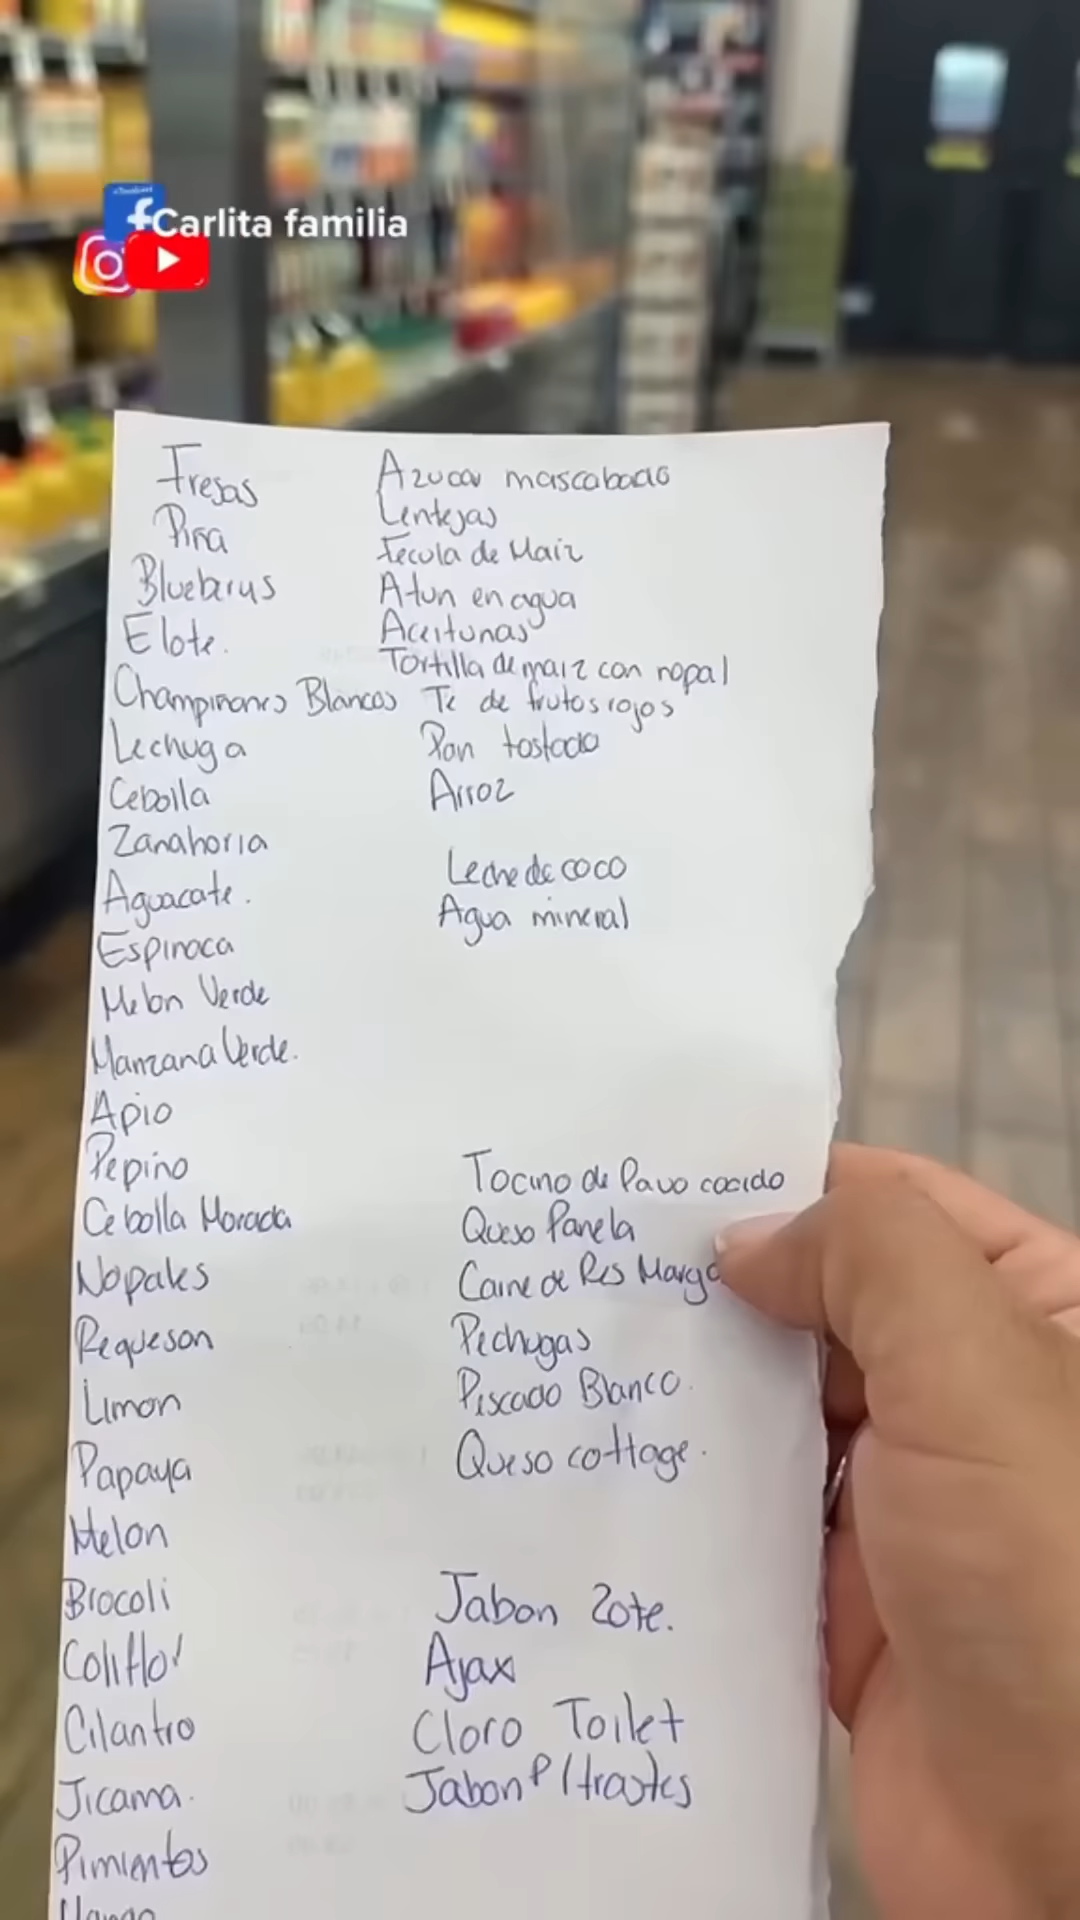 Carlita familia
Fresas
Piña
Blueberus
Elote.
Champiñones Blancos
Lechuga
Cebolla
Zanahoria
Aguacate.
Espinaca
Melon Verde
Manzana Verde.
Apio
Pepino
Cebolla Morada
Nopales
Requeson
Limon
Papaya
Melon
Brocoli
Coliflor
Cilantro
Jicama.
Pimientos
Mango
Azucar mascabado
Lentejas
Fecula de Maiz
Atun en agua
Aceitunas
Tortilla de maiz con nopal
Te de frutos rojos
Pan tostado
Arroz
Leche de coco
Agua mineral
Tocino de Pavo cocido
Queso Panela
Carne de Res Marga
Pechugas
Pescado Blanco.
Queso cottage.
Jabon Zote.
Ajax
Cloro Toilet
Jabon P/trastes